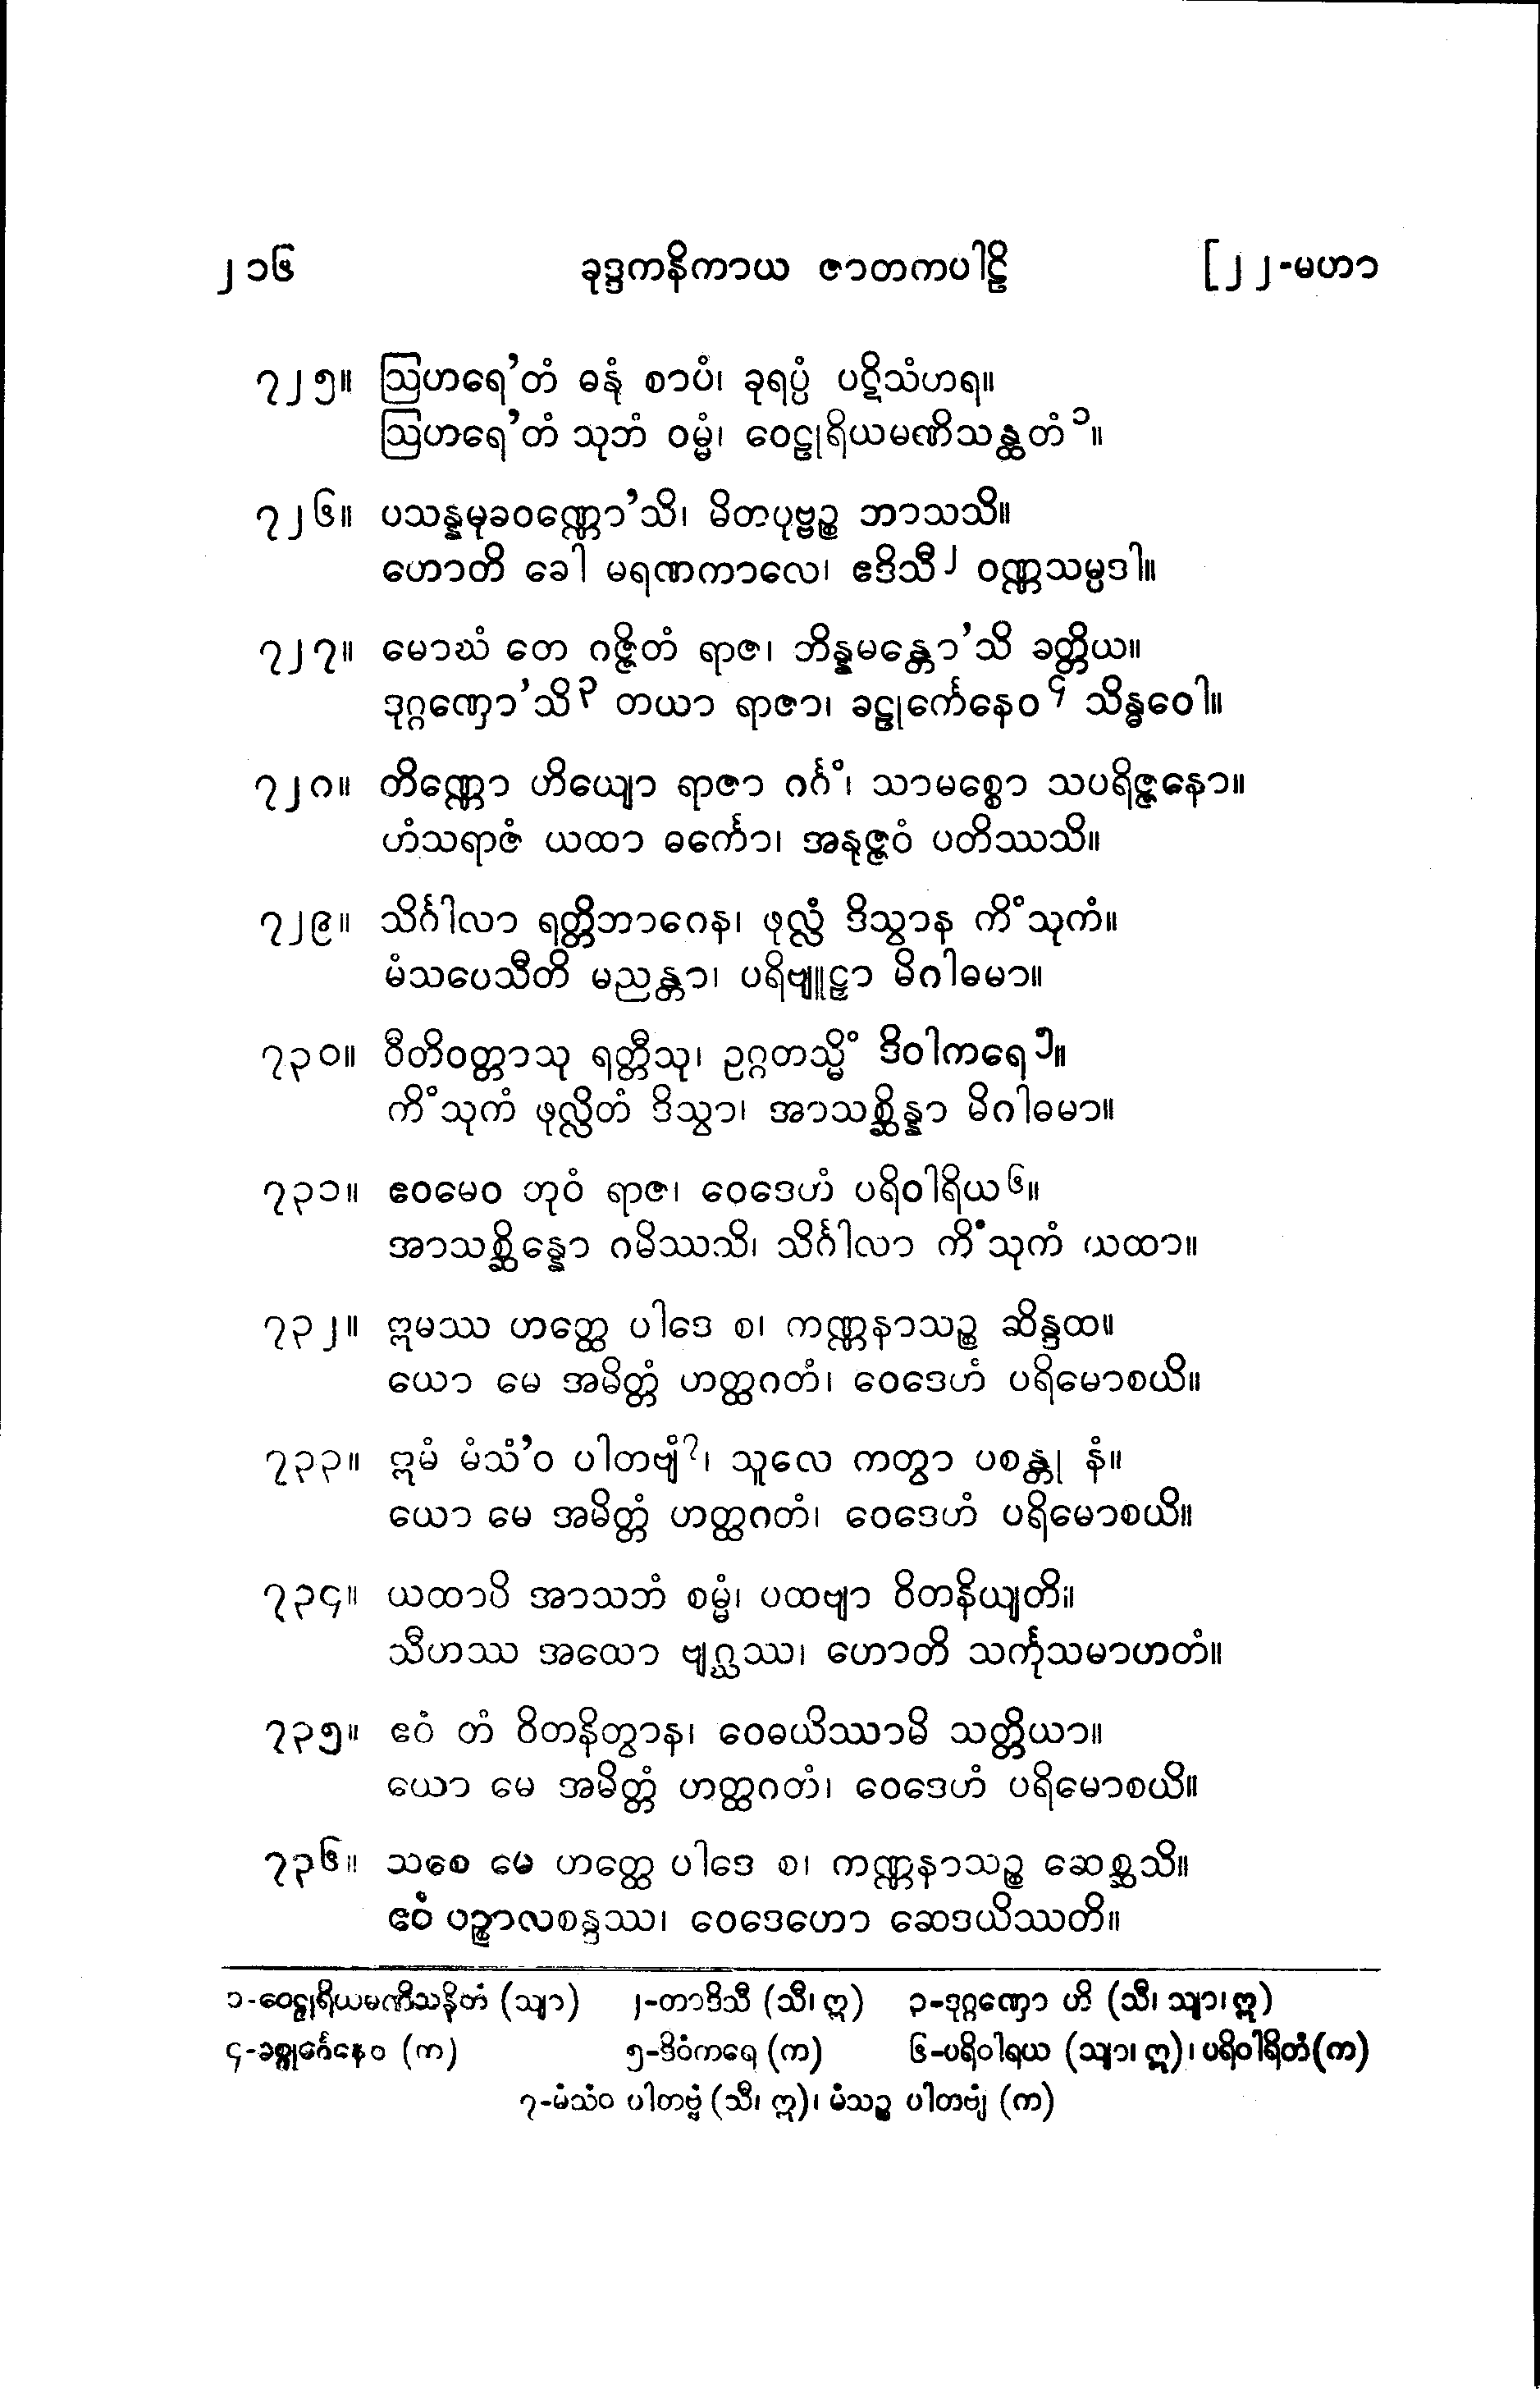 ၂၁၆ ခုဒ္ဒကနိကာယ ဇာတကပါဠိ [၂၂-မဟာ
၇၂၅။ ဩဟရေ’တံ ဓနုံ စာပံ၊ ခုရပ္ပံ ပဋိသံဟရ။
ဩဟရေ’တံ သုဘံ ဝမ္မံ၊ ဝေဠုရိယမဏိသန္ထတံ ၁။
၇၂၆။ ပသန္နမုခဝဏ္ဏော’သိ၊ မိတပုဗ္ဗဉ္စ ဘာသသိ။
ဟောတိ ခေါ မရဏကာလေ၊ ဧဒိသီ ၂ ဝဏ္ဏသမ္ပဒါ။
၇၂၇။ မောဃံ တေ ဂဇ္ဇိတံ ရာဇ၊ ဘိန္နမန္တော’သိ ခတ္တိယ။
ဒုဂ္ဂဏှော’သိ ၃ တယာ ရာဇာ၊ ခဠုင်္ကေနေဝ ၄ သိန္ဓဝေါ။
၇၂၈။ တိဏ္ဏော ဟိယျော ရာဇာ ဂင်္ဂံ၊ သာမစ္စော သပရိဇ္ဇနော။
ဟံသရာဇံ ယထာ ဓင်္ကော၊ အနုဇ္ဇဝံ ပတိဿသိ။
၇၂၉။ သိင်္ဂါလာ ရတ္တိဘာဂေန၊ ဖုလ္လံ ဒိသွာန ကိံသုကံ။
မံသပေသီတိ မညန္တာ၊ ပရိဗျူဠှာ မိဂါဓမာ။
၇၃၀။ ဝီတိဝတ္တာသု ရတ္တီသု၊ ဥဂ္ဂတသ္မိံ ဒိဝါကရေ ၅။
ကိံသုကံ ဖုလ္လိတံ ဒိသွာ၊ အာသစ္ဆိန္နာ မိဂါဓမာ။
၇၃၁။ ဧဝမေဝ တုဝံ ရာဇ၊ ဝေဒေဟံ ပရိဝါရိယ ၆။
အာသစ္ဆိန္နော ဂမိဿသိ၊ သိင်္ဂါလာ ကိံသုကံ ယထာ။
၇၃၂။ ဣမဿ ဟတ္ထေ ပါဒေ စ၊ ကဏ္ဏနာသဉ္စ ဆိန္ဒထ။
ယော မေ အမိတ္တံ ဟတ္ထဂတံ၊ ဝေဒေဟံ ပရိမောစယိ။
၇၃၃။ ဣမံ မံသံ’ဝ ပါတဗျံ ၇၊ သူလေ ကတွာ ပစန္တု နံ။
ယော မေ အမိတ္တံ ဟတ္ထဂတံ၊ ဝေဒေဟံ ပရိမောစယိ။
၇၃၄။ ယထာပိ အာသဘံ စမ္မံ၊ ပထဗျာ ဝိတနိယျတိ။
သီဟဿ အထော ဗျဂ္ဃဿ၊ ဟောတိ သင်္ကုသမာဟတံ။
၇၃၅။ ဧဝံ တံ ဝိတနိတွာန၊ ဝေဓယိဿာမိ သတ္တိယာ။
ယော မေ အမိတ္တံ ဟတ္ထဂတံ၊ ဝေဒေဟံ ပရိမောစယိ။
၇၃၆။ သစေ မေ ဟတ္ထေ ပါဒေ စ၊ ကဏ္ဏနာသဉ္စ ဆေစ္ဆသိ။
ဧဝံ ပဉ္စာလစန္ဒဿ၊ ဝေဒေဟော ဆေဒယိဿတိ။
၁-ဝေဠုရိယမဏိသနိတံ (သျာ) ၂-တာဒိသီ (သီ၊ ဣ) ၃-ဒုဂ္ဂဏှော ဟိ (သီ၊ သျာ၊ ဣ)
၄-ခဠုင်္ဂေနေဝ (က) ၅-ဒိဝံကရေ (က) ၆-ပရိဝါရယ (သျာ၊ ဣ)၊ ပရိဝါရိတံ (က)
၇-မံသံဝ ပါတဗ္ဗံ (သီ၊ ဣ)၊ မံသဉ္စ ပါတဗျံ (က)